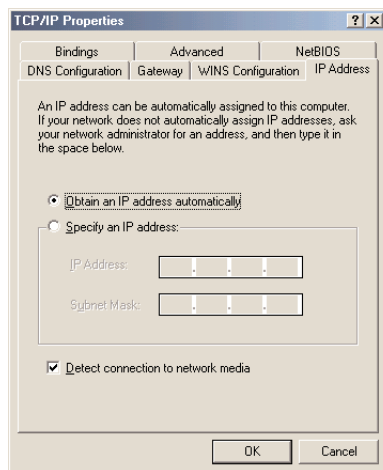 TCP/IP Properties
Bindings Advanced NetBIOS
DNS Configuration Gateway WINS Configuration IP Address
An IP address can be automatically assigned to this computer.
If your network does not automatically assign IP addresses, ask
your network administrator for an address, and then type it in
the space below.
Obtain an IP address automatically
Specify an IP address:
IP Address:
Subnet Mask:
Detect connection to network media
OK Cancel